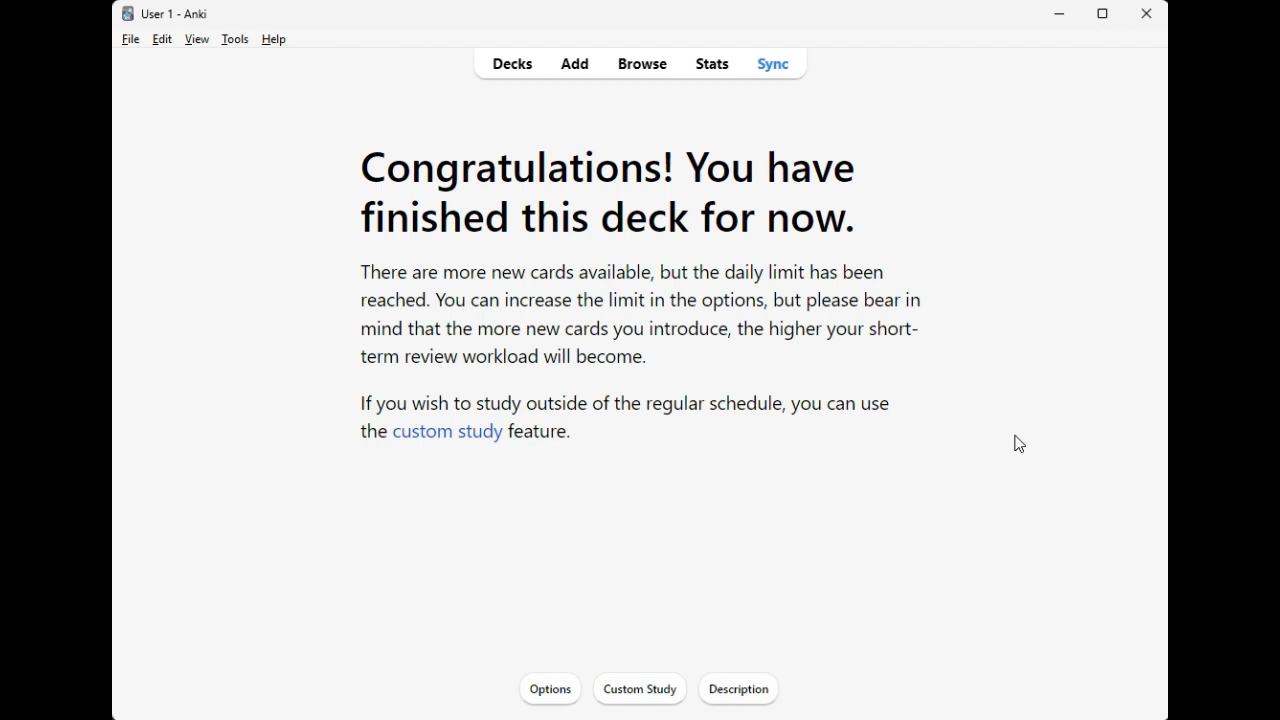 User 1 - Anki
File Edit View Tools Help
Decks Add Browse Stats Sync
Congratulations! You have
finished this deck for now.
There are more new cards available, but the daily limit has been
reached. You can increase the limit in the options, but please bear in
mind that the more new cards you introduce, the higher your short-
term review workload will become.
If you wish to study outside of the regular schedule, you can use
the custom study feature.
Options Custom Study Description